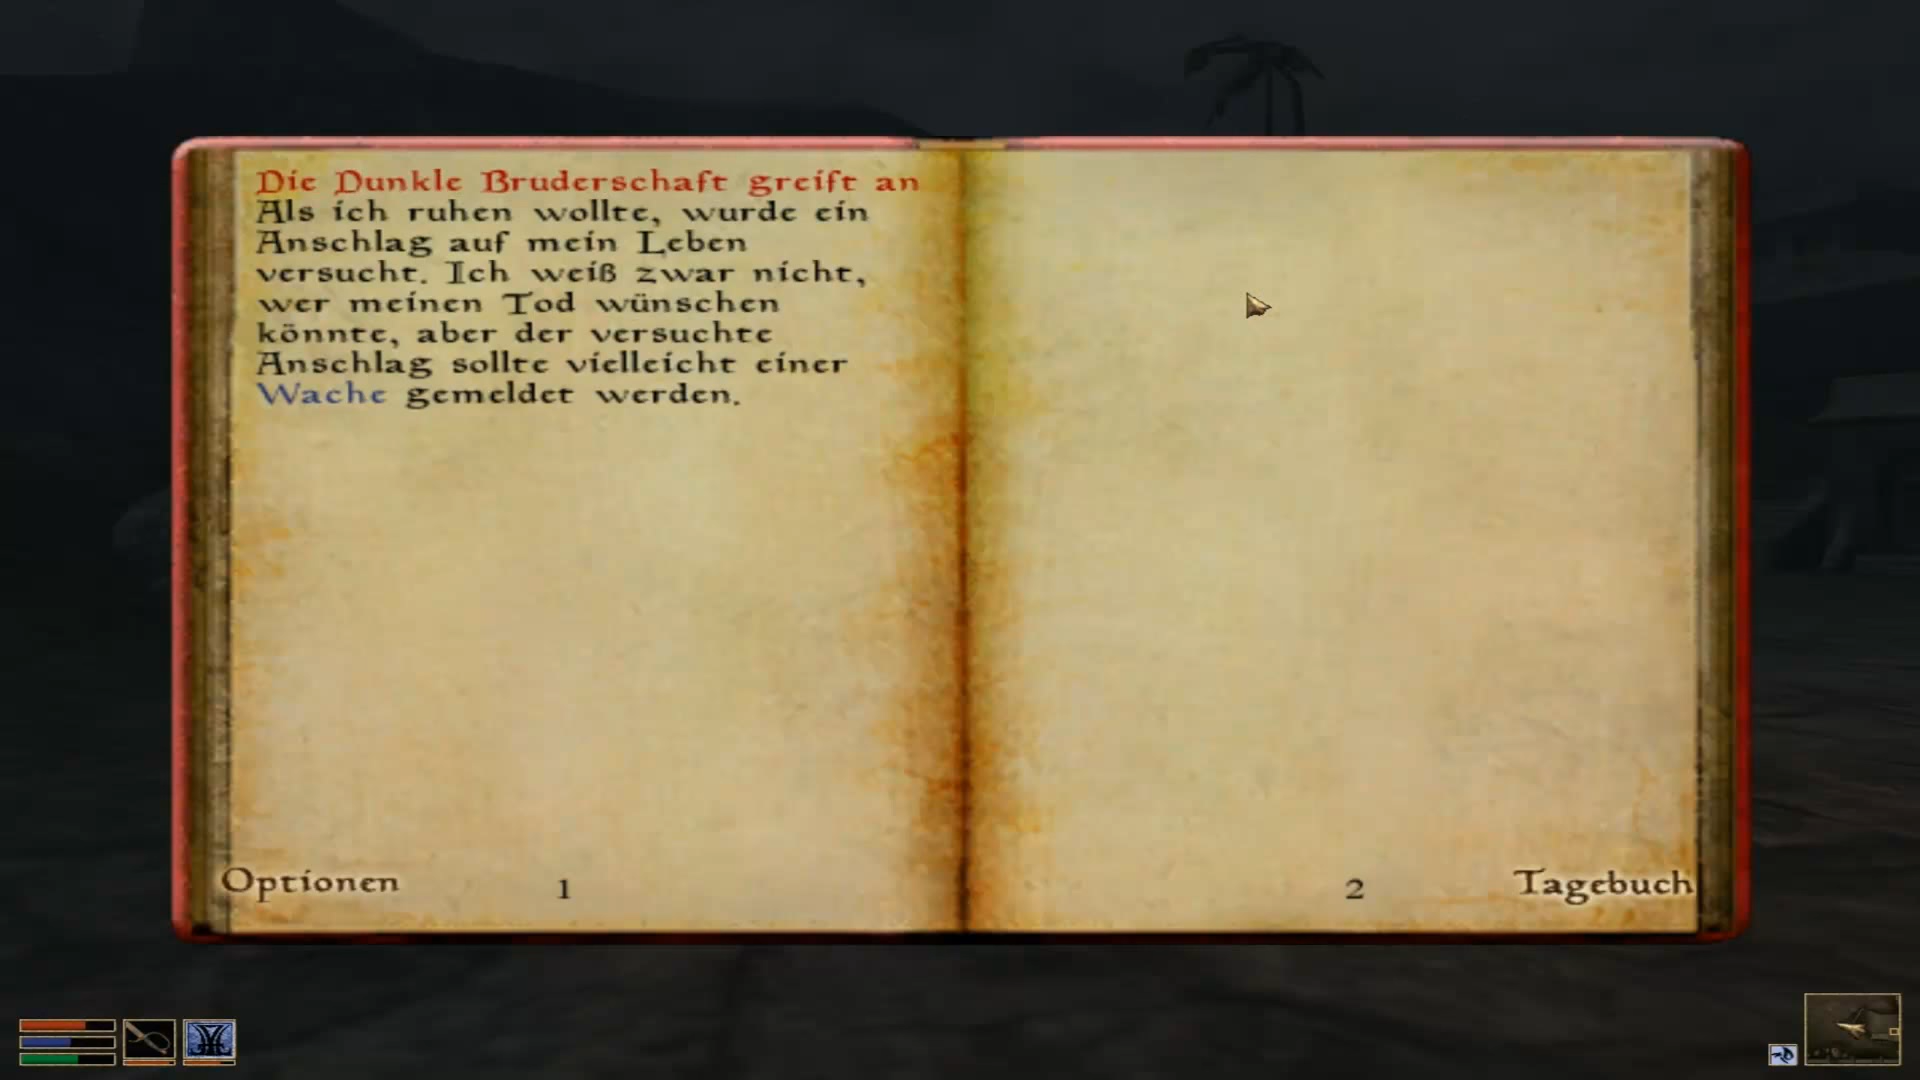 Die Dunkle Bruderschaft greift an
Als ich ruhen wollte, wurde ein
Anschlag auf mein Leben
versucht. Ich weiß zwar nicht,
wer meinen Tod wünschen
könnte, aber der versuchte
Anschlag sollte vielleicht einer
Wache gemeldet werden.
Optionen
1
2
Tagebuch